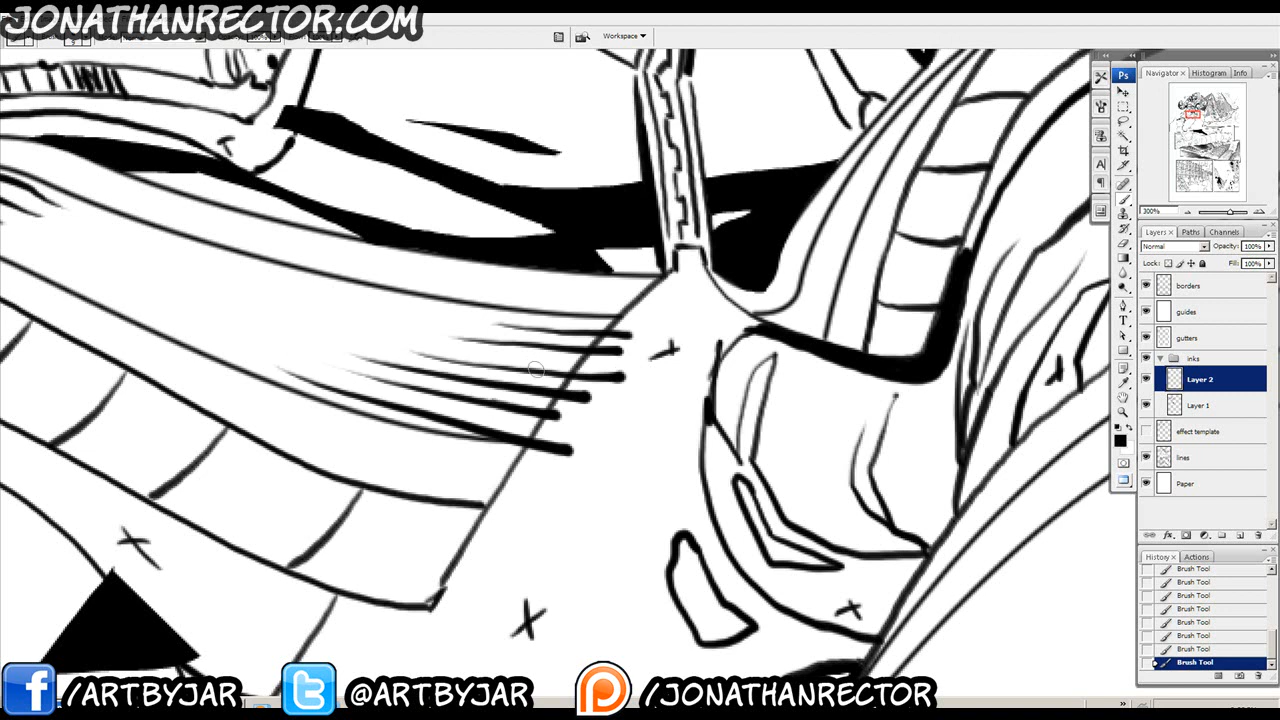 JONATHANRECTOR.COM
Workspace
Ps
Navigator × Histogram Info
300%
Layers × Paths Channels
Normal Opacity: 100%
Lock: Fill: 100%
borders
guides
gutters
inks
Layer 2
Layer 1
effect template
lines
Paper
History × Actions
Brush Tool
Brush Tool
Brush Tool
Brush Tool
Brush Tool
Brush Tool
Brush Tool
Brush Tool
/ARTBYJAR @ARTBYJAR /JONATHANRECTOR